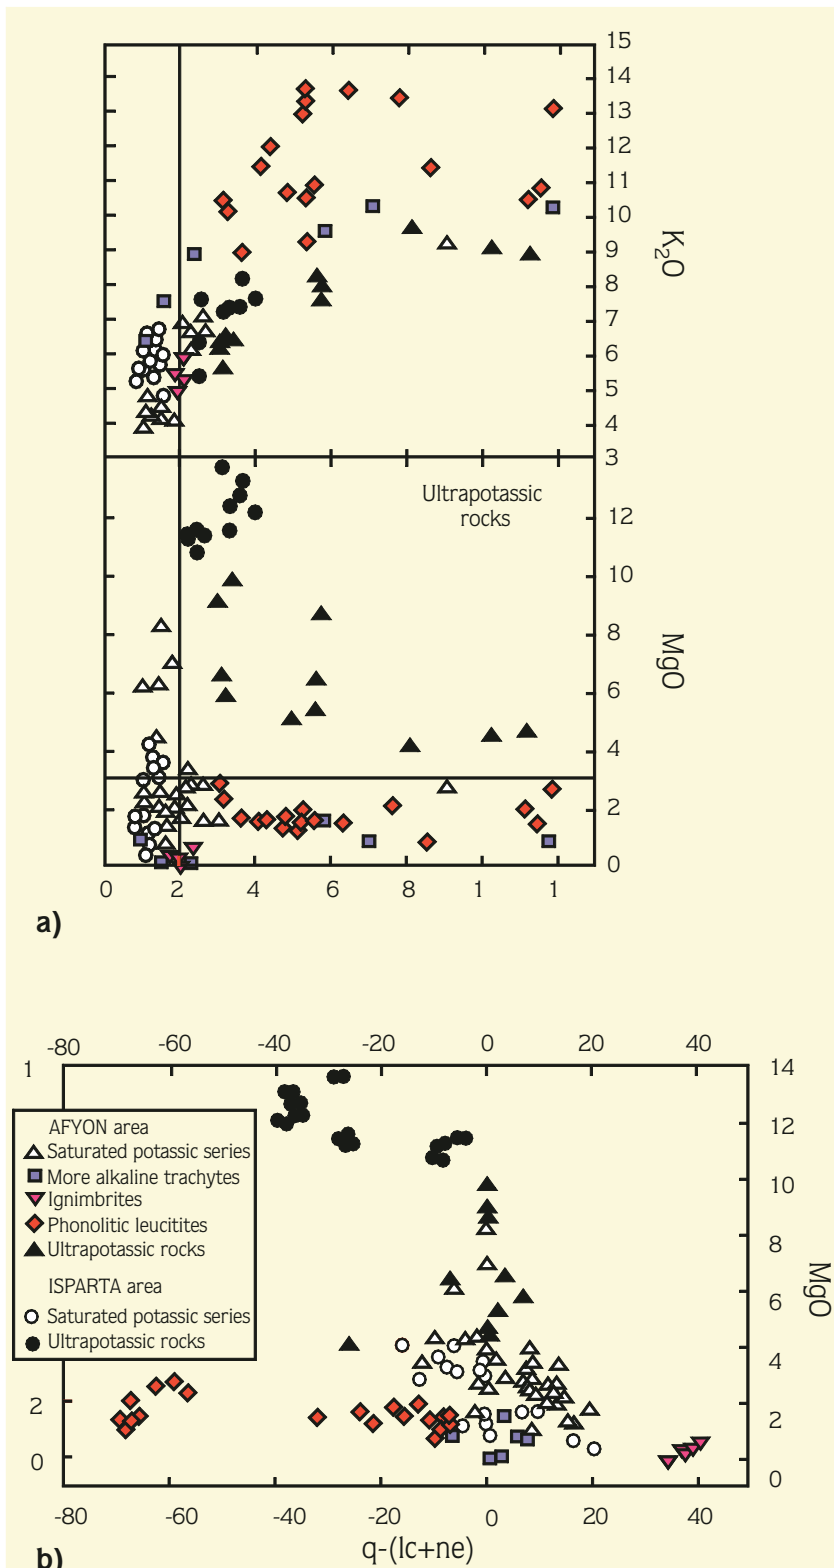 15
14
13
12
11
10
9
8
7
6
5
4
3
K₂O
Ultrapotassic
rocks
12
10
8
6
4
2
0
MgO
0 2 4 6 8 1 1
a)
-80 -60 -40 -20 0 20 40
1
2
0
14
12
10
8
6
4
2
0
MgO
AFYON area
Saturated potassic series
More alkaline trachytes
Ignimbrites
Phonolitic leucitites
Ultrapotassic rocks
ISPARTA area
Saturated potassic series
Ultrapotassic rocks
-80 -60 -40 -20 0 20 40
q-(lc+ne)
b)